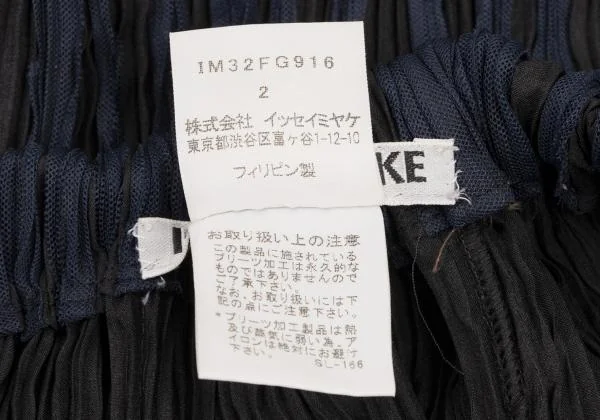 IM32FG916
2
株式会社 イッセイミヤケ
東京都渋谷区富ヶ谷1-12-10
フィリピン製
KE
お取り扱い上の注意
この製品に施されている
プリーツ加工は永久的な
ものではありませんので
ご了承下さい。
なお、お取り扱いには下
記の点にご注意下さい。
*プリーツ加工製品は熱
及び蒸気に弱い為、ア
イロンは絶対にお避け
下さい。
SL-166